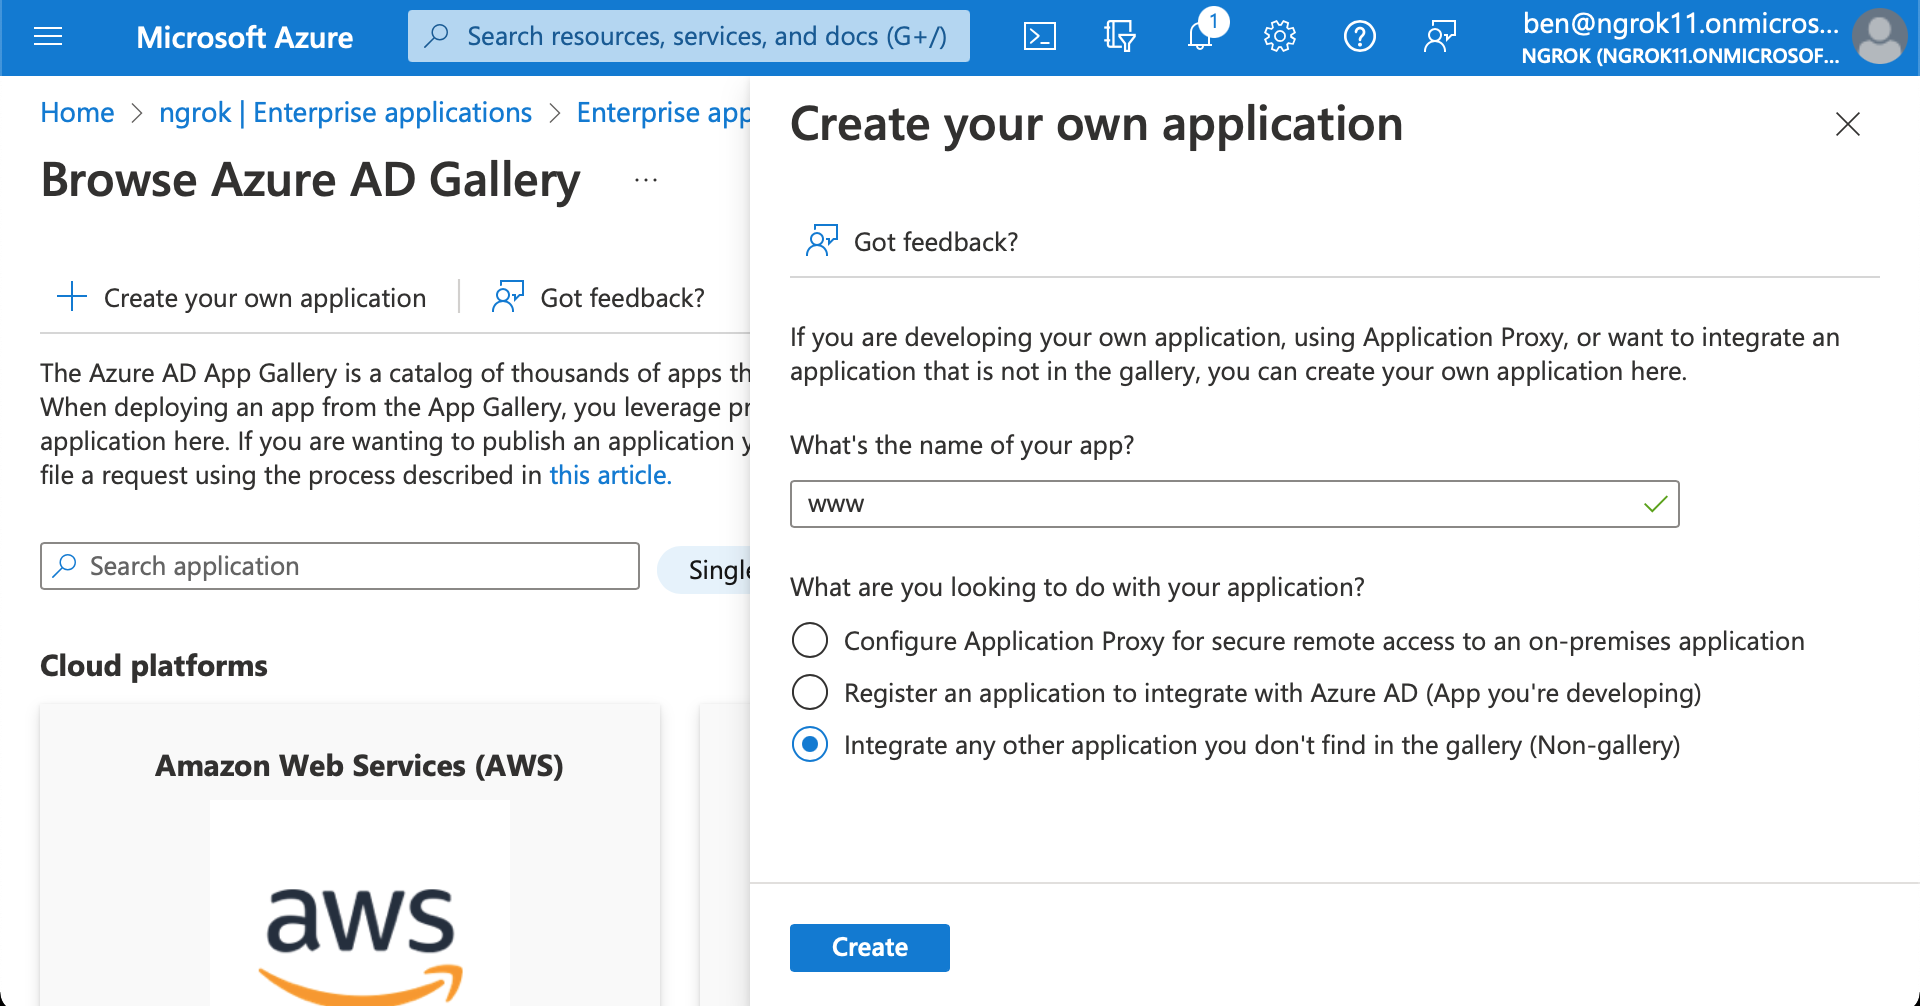 Microsoft Azure
Search resources, services, and docs (G+/)
1
ben@ngrok11.onmicros...
NGROK (NGROK11.ONMICROSOF...
Home > ngrok | Enterprise applications > Enterprise app
Browse Azure AD Gallery ...
Create your own application
Got feedback?
The Azure AD App Gallery is a catalog of thousands of apps th
When deploying an app from the App Gallery, you leverage pr
application here. If you are wanting to publish an application y
file a request using the process described in this article.
Search application
Single
Cloud platforms
Amazon Web Services (AWS)
aws
Create your own application
Got feedback?
If you are developing your own application, using Application Proxy, or want to integrate an
application that is not in the gallery, you can create your own application here.
What's the name of your app?
www
What are you looking to do with your application?
Configure Application Proxy for secure remote access to an on-premises application
Register an application to integrate with Azure AD (App you're developing)
Integrate any other application you don't find in the gallery (Non-gallery)
Create